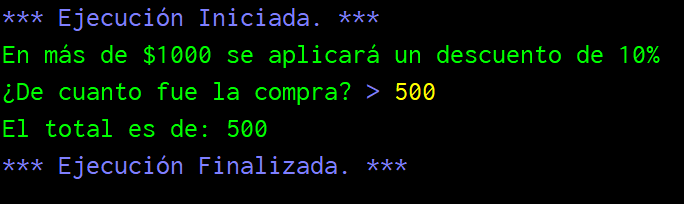 *** Ejecución Iniciada. ***
En más de $1000 se aplicará un descuento de 10%
¿De cuanto fue la compra? > 500
El total es de: 500
*** Ejecución Finalizada. ***